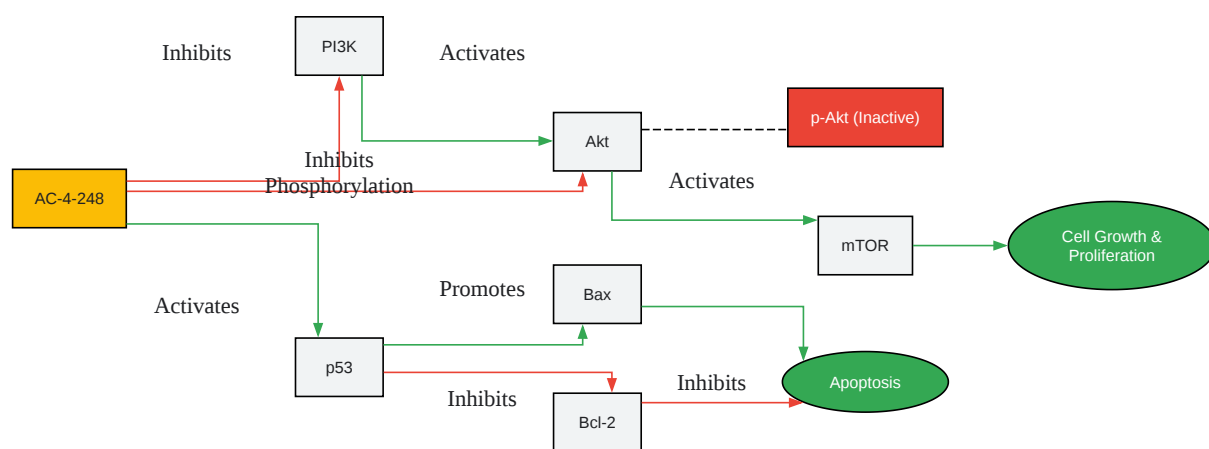 Inhibits
PI3K
Activates
p-Akt (Inactive)
Akt
Inhibits
Phosphorylation
AC-4-248
Activates
mTOR
Cell Growth &
Proliferation
Activates
Promotes
Bax
p53
Inhibits
Inhibits
Apoptosis
Bcl-2